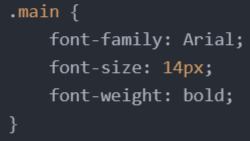 .main {
    font-family: Arial;
    font-size: 14px;
    font-weight: bold;
}